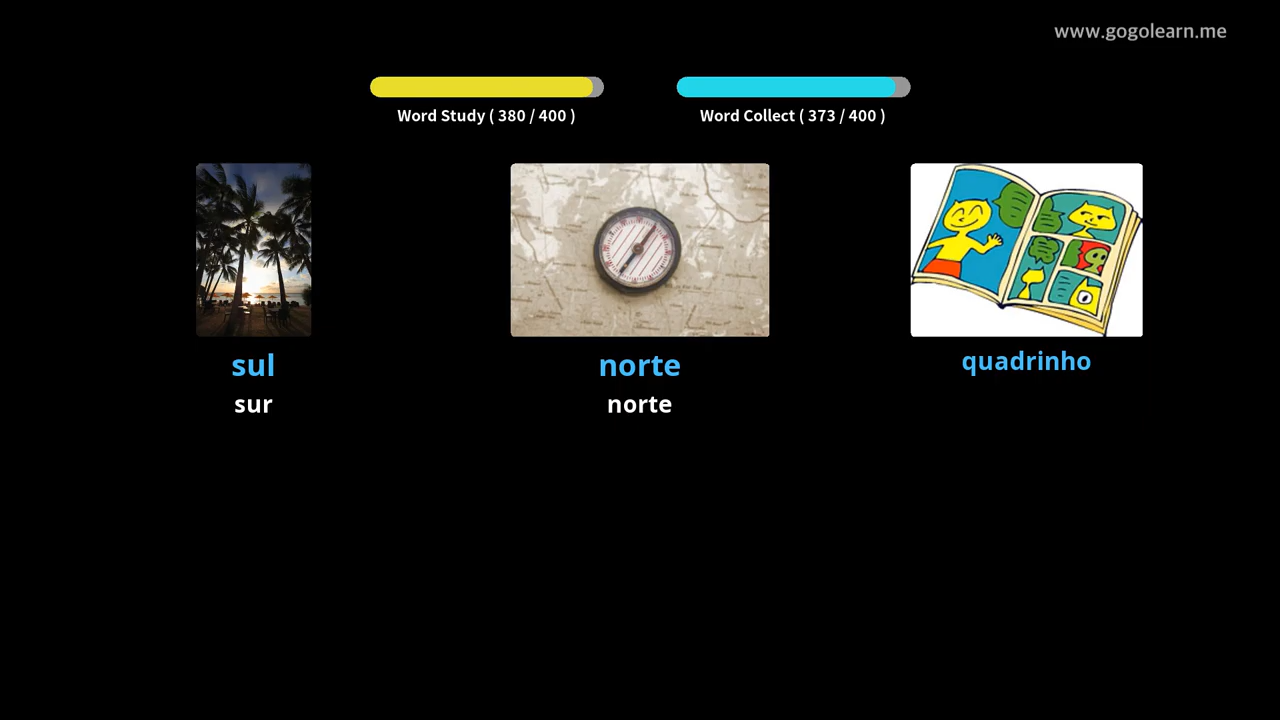 www.gogolearn.me
Word Study ( 380 / 400 )
Word Collect ( 373 / 400 )
sul
norte
quadrinho
sur
norte